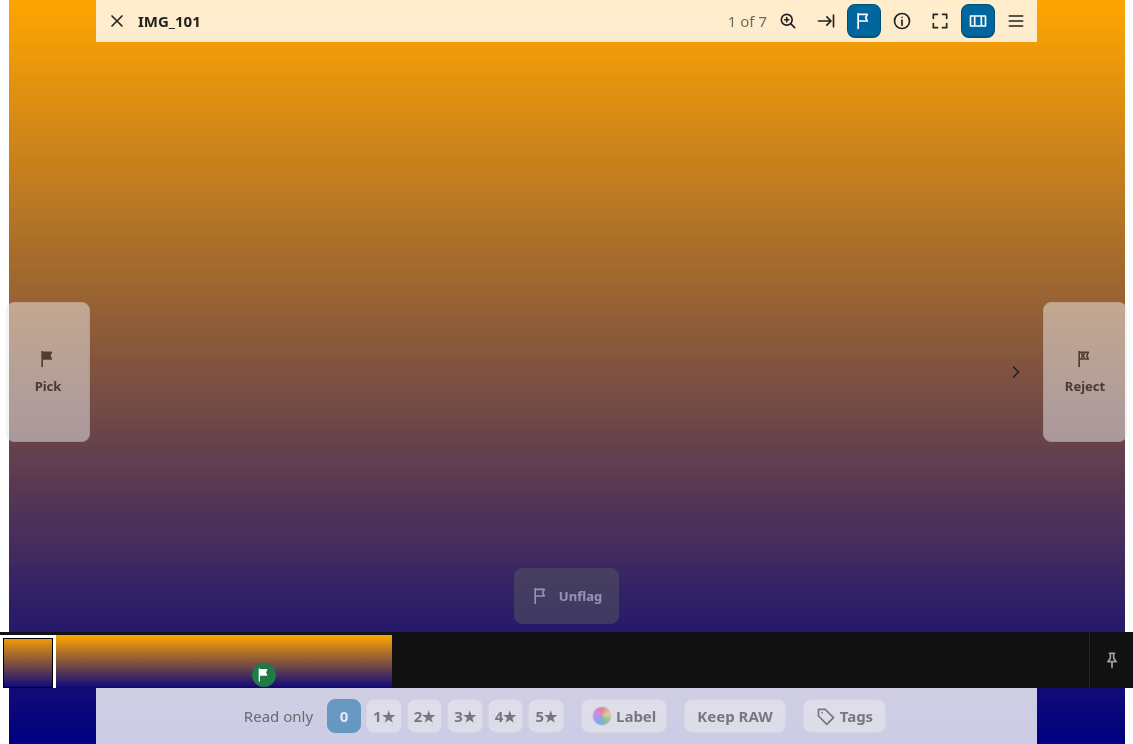 IMG_101
1 of 7
Pick
Reject
Unflag
Read only 0 1★ 2★ 3★ 4★ 5★ Label Keep RAW Tags